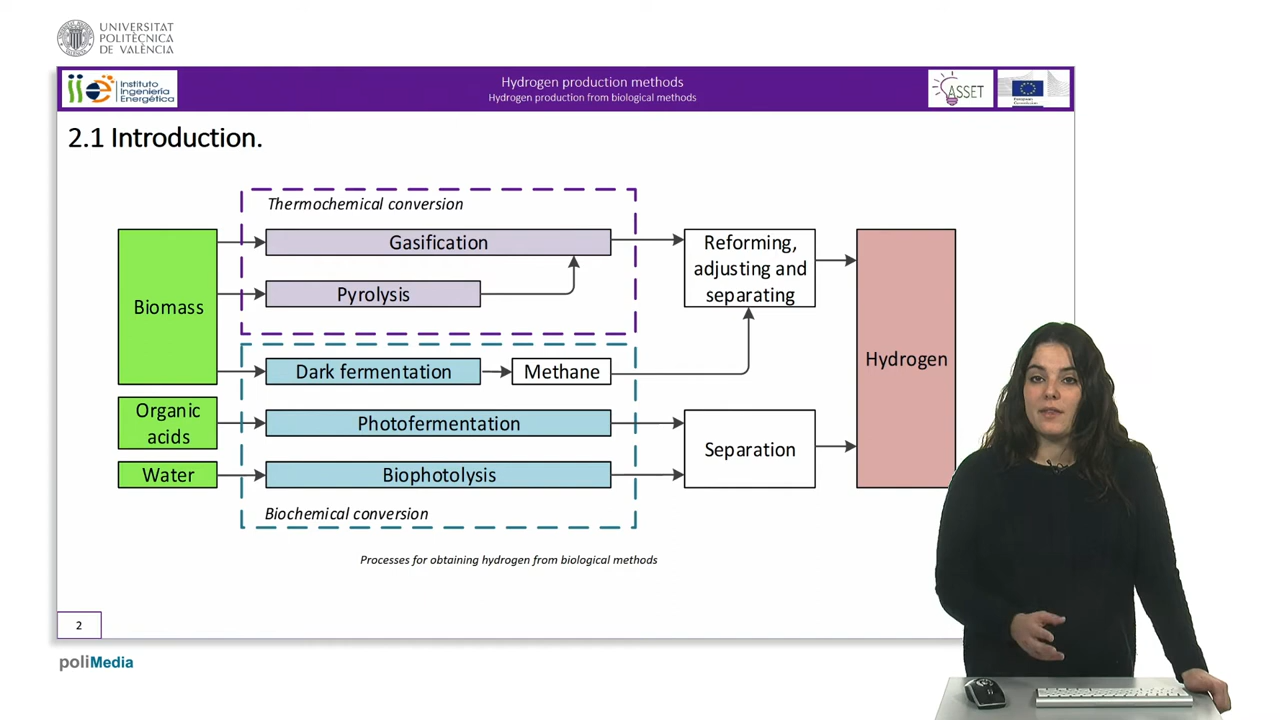 UNIVERSITAT
POLITÈCNICA
DE VALÈNCIA
iie
Instituto
Ingeniería
Energética
Hydrogen production methods
Hydrogen production from biological methods
ASSET
2.1 Introduction.
Thermochemical conversion
Biomass
Gasification
Pyrolysis
Reforming,
adjusting and
separating
Hydrogen
Dark fermentation
Methane
Organic
acids
Photofermentation
Separation
Water
Biophotolysis
Biochemical conversion
Processes for obtaining hydrogen from biological methods
2
poliMedia